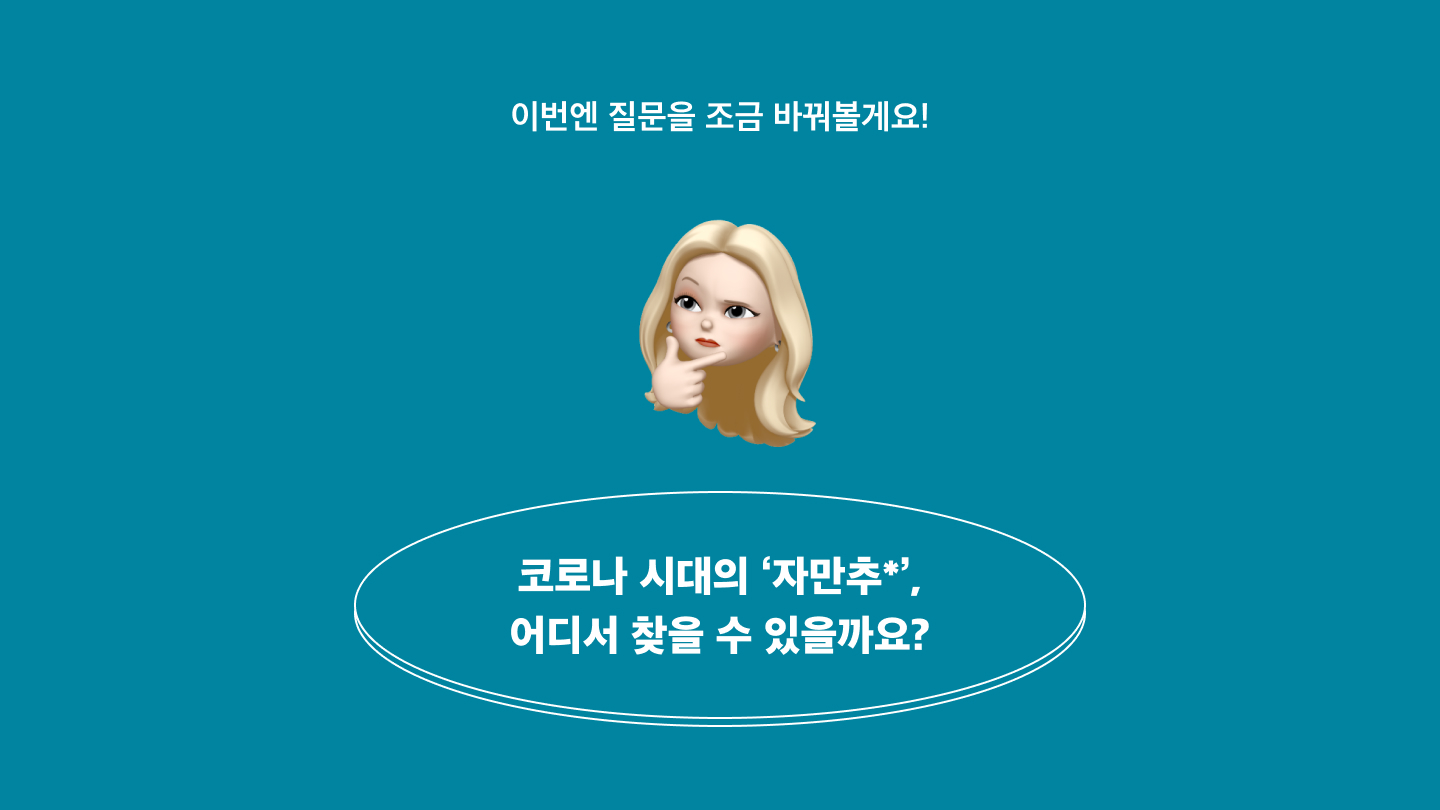 이번엔 질문을 조금 바꿔볼게요!
코로나 시대의 ‘자만추*’,
어디서 찾을 수 있을까요?